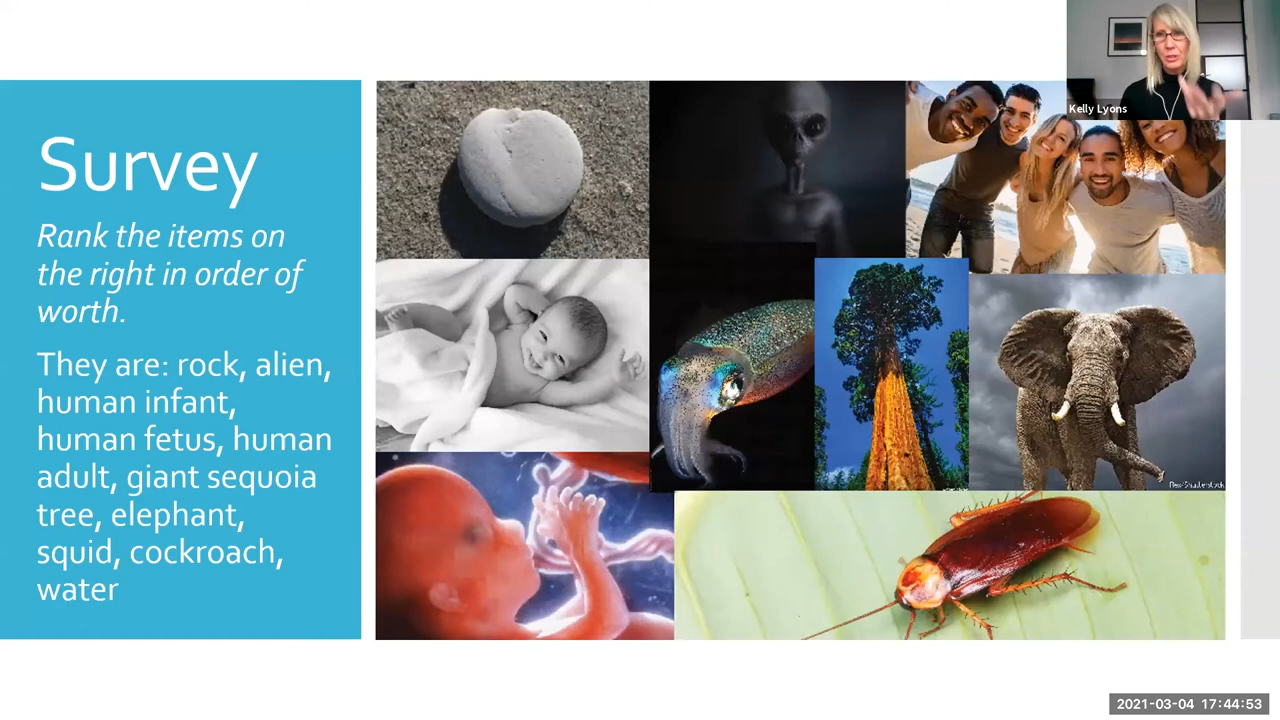 Kelly Lyons
Survey
Rank the items on
the right in order of
worth.
They are: rock, alien,
human infant,
human fetus, human
adult, giant sequoia
tree, elephant,
squid, cockroach,
water
2021-03-04 17:44:53